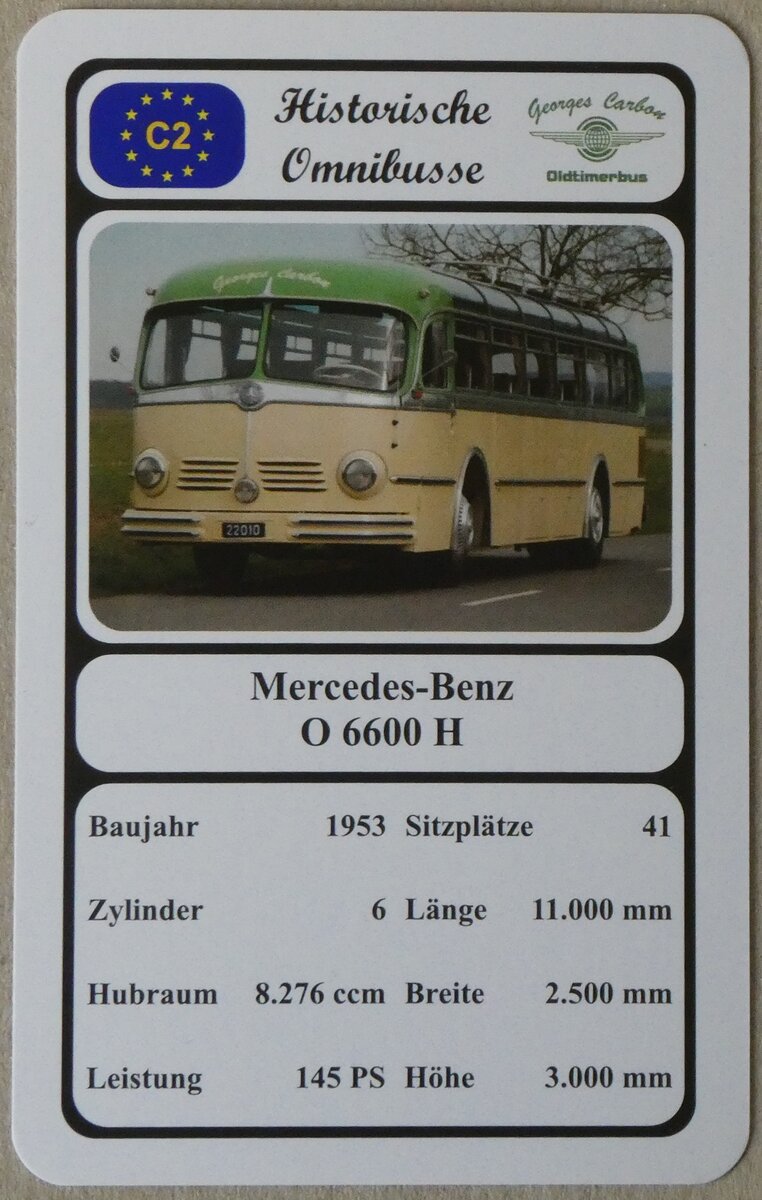 C2
Historische
Omnibusse
Georges Carbon
Oldtimerbus
Georges Carbon
22010
Mercedes-Benz
O 6600 H
Baujahr 1953 Sitzplätze 41
Zylinder 6 Länge 11.000 mm
Hubraum 8.276 ccm Breite 2.500 mm
Leistung 145 PS Höhe 3.000 mm